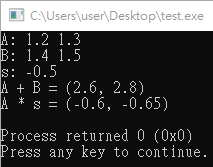 C:\Users\user\Desktop\test.exe
A: 1.2 1.3
B: 1.4 1.5
s: -0.5
A + B = (2.6, 2.8)
A * s = (-0.6, -0.65)
Process returned 0 (0x0)
Press any key to continue.